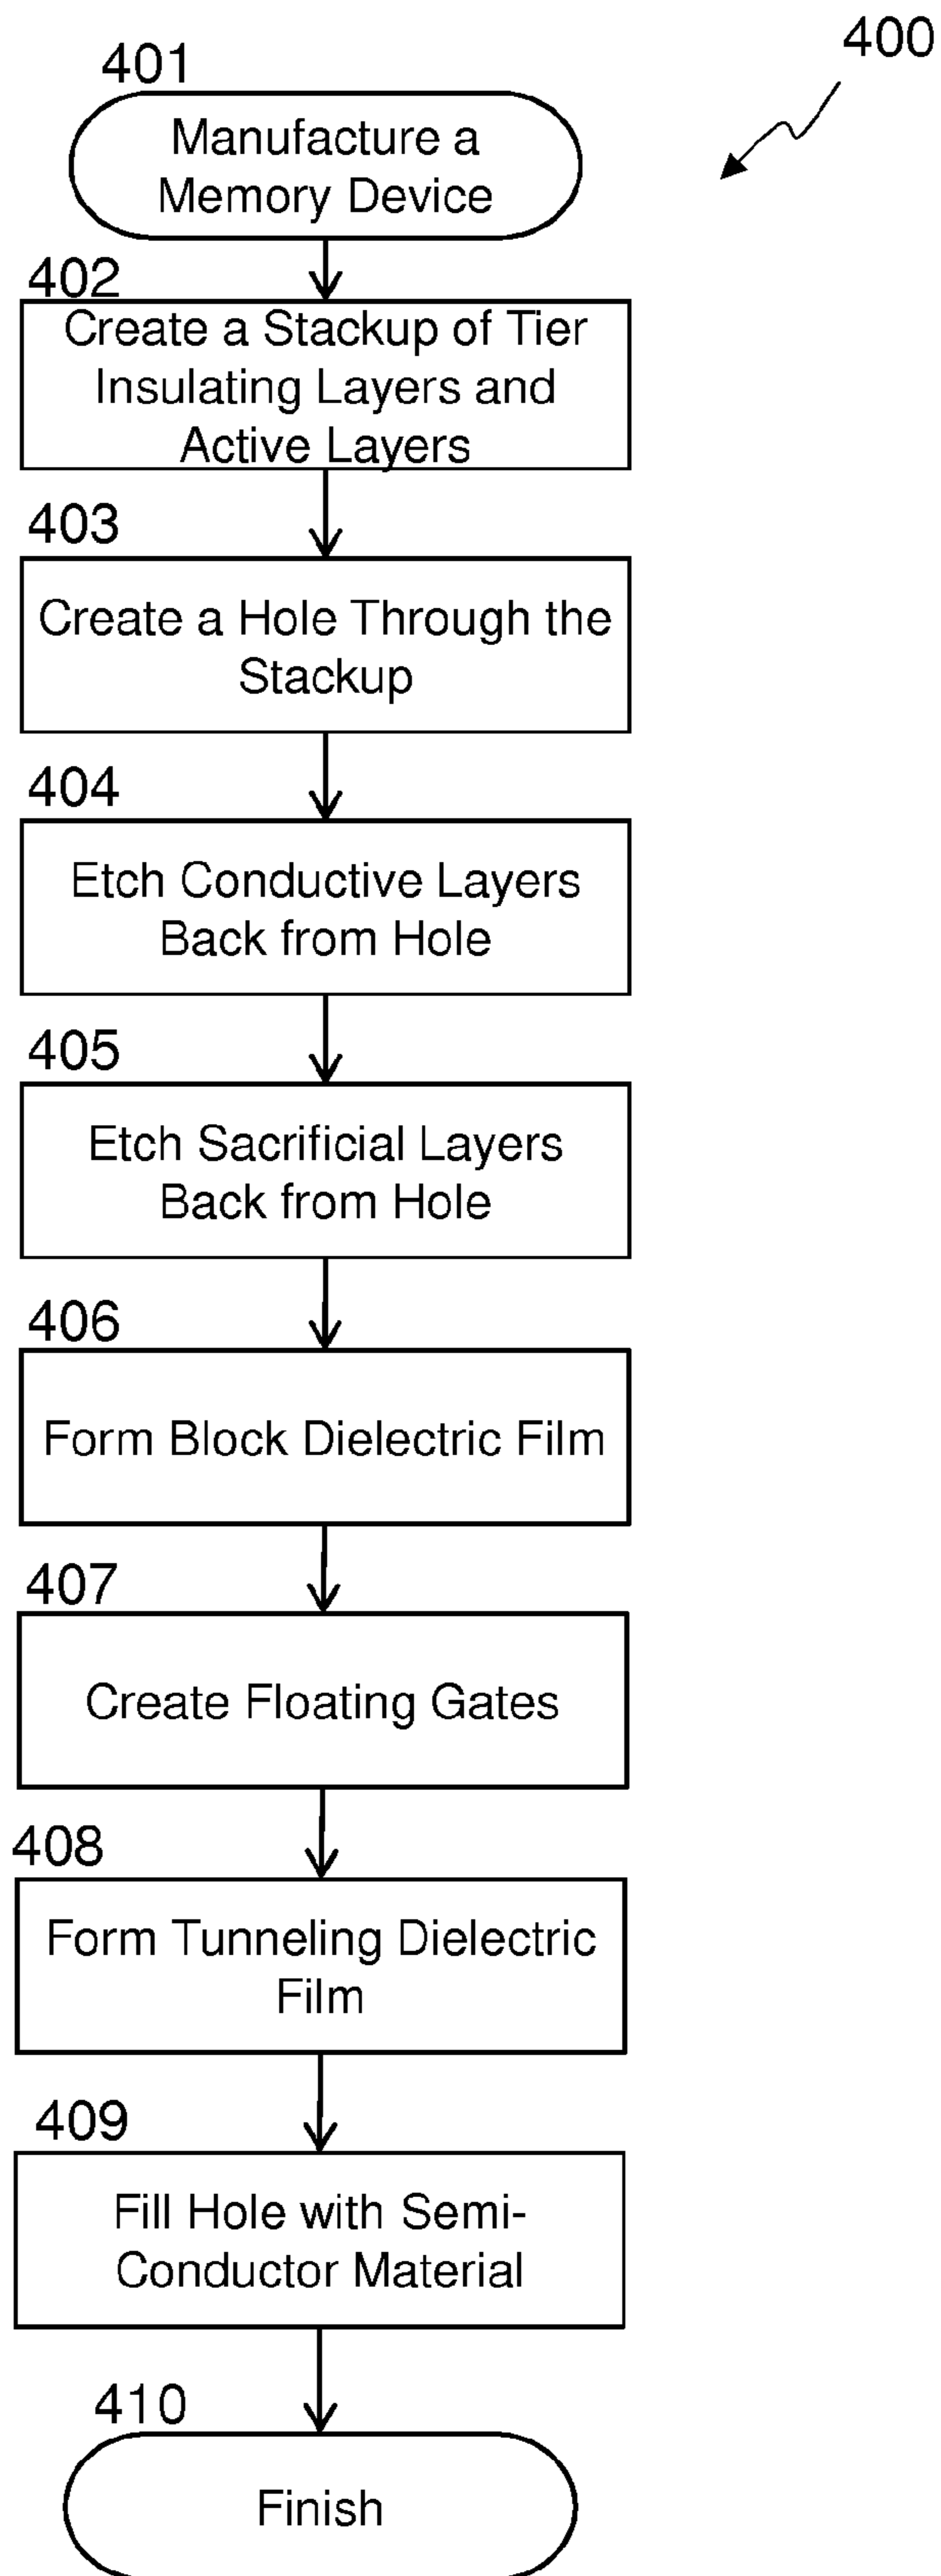 400
401
Manufacture a
Memory Device
402
Create a Stackup of Tier
Insulating Layers and
Active Layers
403
Create a Hole Through the
Stackup
404
Etch Conductive Layers
Back from Hole
405
Etch Sacrificial Layers
Back from Hole
406
Form Block Dielectric Film
407
Create Floating Gates
408
Form Tunneling Dielectric
Film
409
Fill Hole with Semi-
Conductor Material
410
Finish